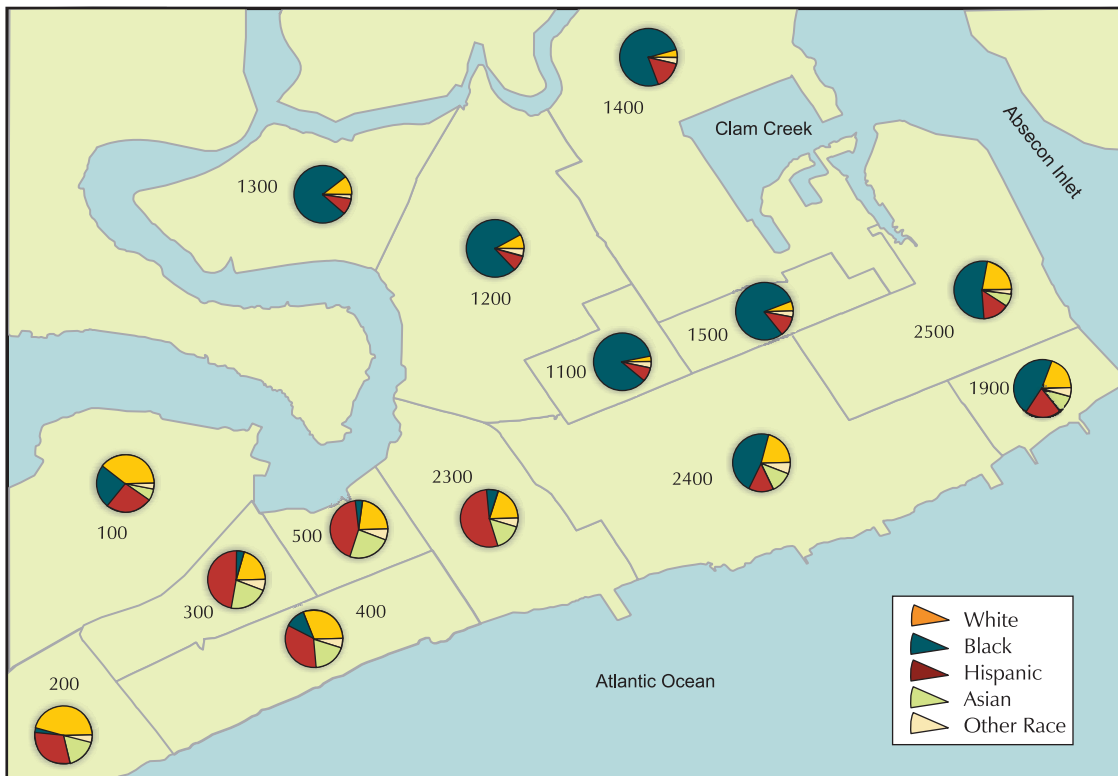 1400
Clam Creek
Absecon Inlet
1300
1200
1500
2500
1100
1900
2300
2400
100
500
300
400
200
Atlantic Ocean
White
Black
Hispanic
Asian
Other Race